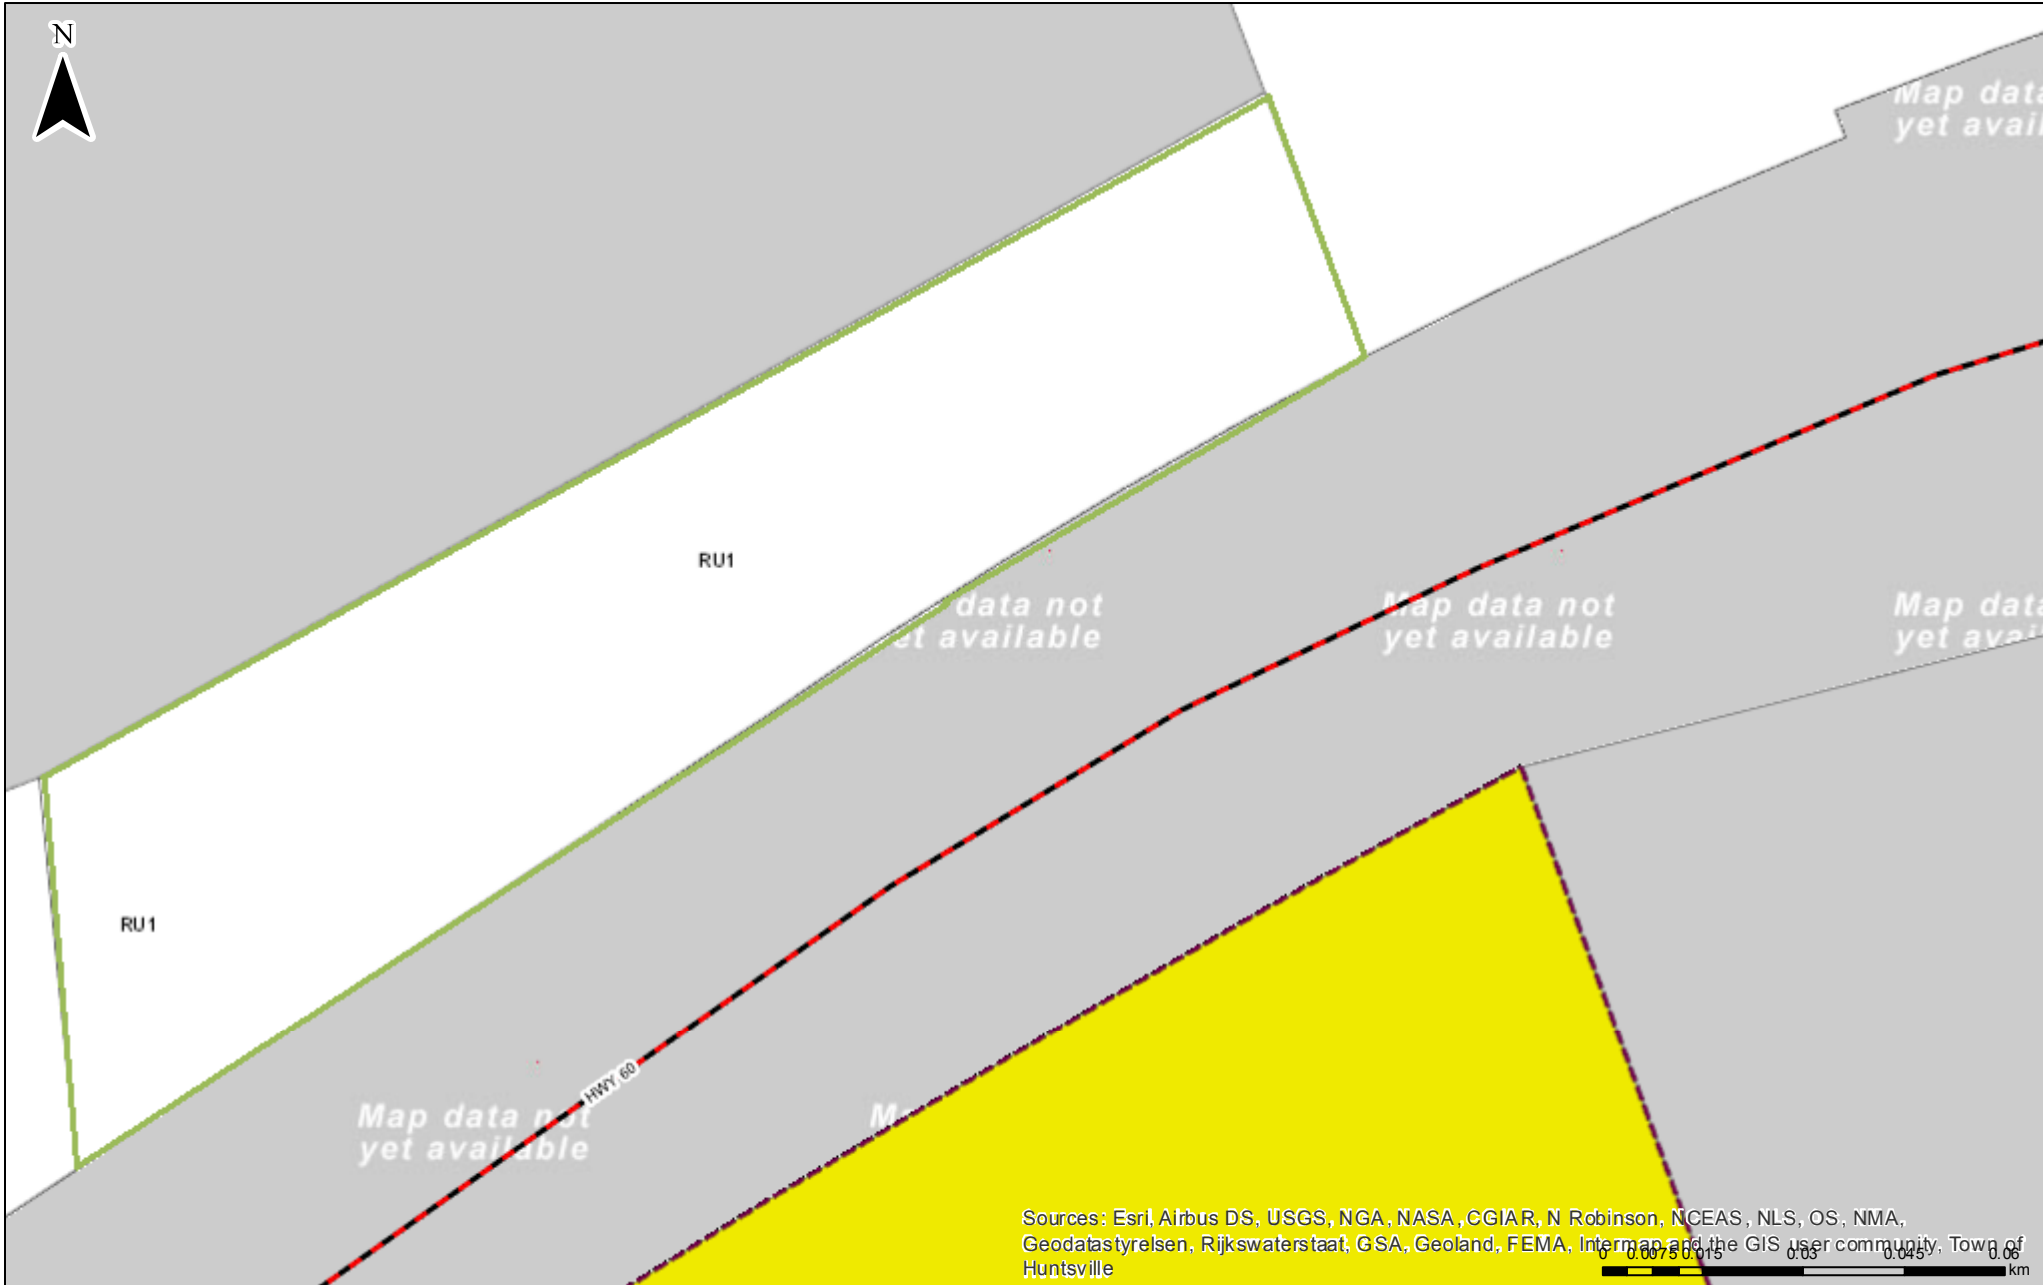 N
Map data
yet avail
RU1
data not
et available
Map data not
yet available
Map data
yet avai
RU1
HWY 60
Map data not
yet available
Ma
Sources: Esri, Airbus DS, USGS, NGA, NASA, CGIAR, N Robinson, NCEAS, NLS, OS, NMA,
Geodatastyrelsen, Rijkswaterstaat, GSA, Geoland, FEMA, Intermap and the GIS user community, Town of
Huntsville
0 0.0075 0.015 0.03 0.045 0.06
km